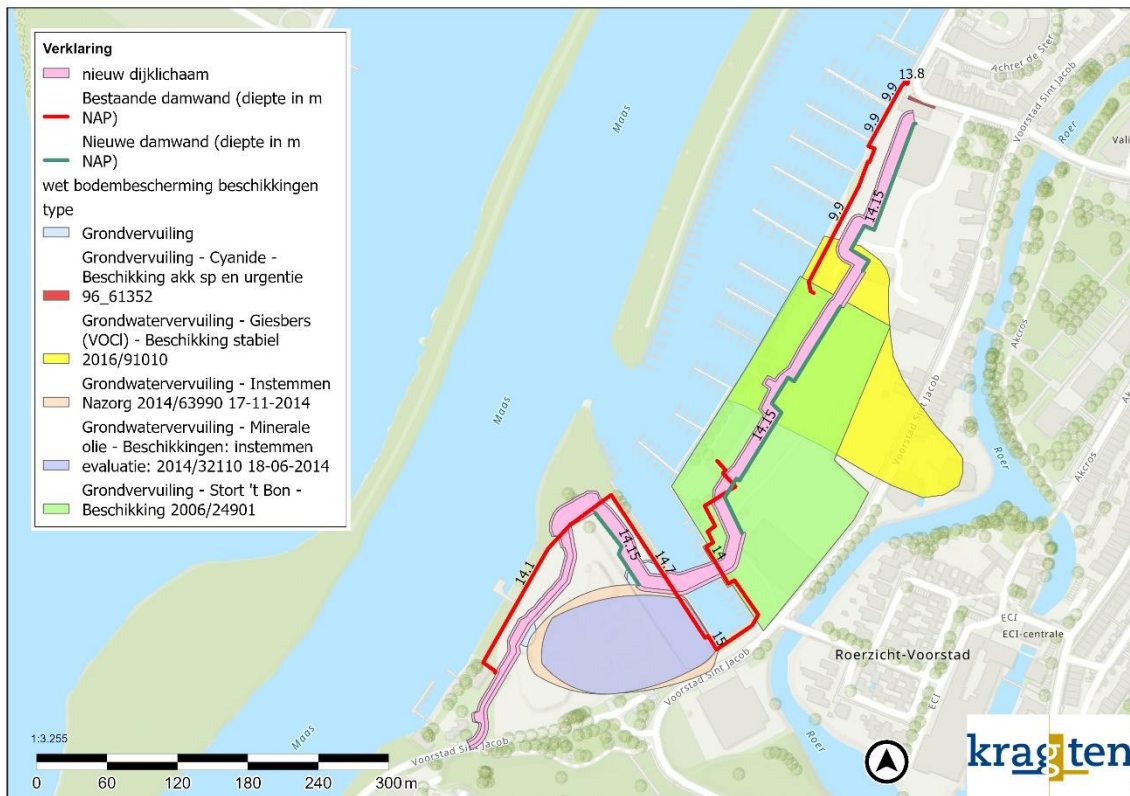 Verklaring
nieuw dijklichaam
Bestaande damwand (diepte in m
NAP)
Nieuwe damwand (diepte in m
NAP)
wet bodembescherming beschikkingen
type
Grondvervuiling
Grondvervuiling - Cyanide -
Beschikking akk sp en urgentie
96_61352
Grondwatervervuiling - Giesbers
(VOCl) - Beschikking stabiel
2016/91010
Grondwatervervuiling - Instemmen
Nazorg 2014/63990 17-11-2014
Grondwatervervuiling - Minerale
olie - Beschikkingen: instemmen
evaluatie: 2014/32110 18-06-2014
Grondvervuiling - Stort 't Bon -
Beschikking 2006/24901
Maas
Maas
Maas
Maas
13.8
9.9
9.9
9.9
14.15
14.15
14.15
14.7
14.1
14
15
Achter de Ster
Voorstad Sint Jacob
Roer
Vali
Akcros
Voorstad Sint Jacob
Roer
Akcros
ECI
ECI-centrale
Roerzicht-Voorstad
Voorstad Sint Jacob
ECI
Roer
Voorstad Sint Jacob
1:3.255
0 60 120 180 240 300 m
kragten